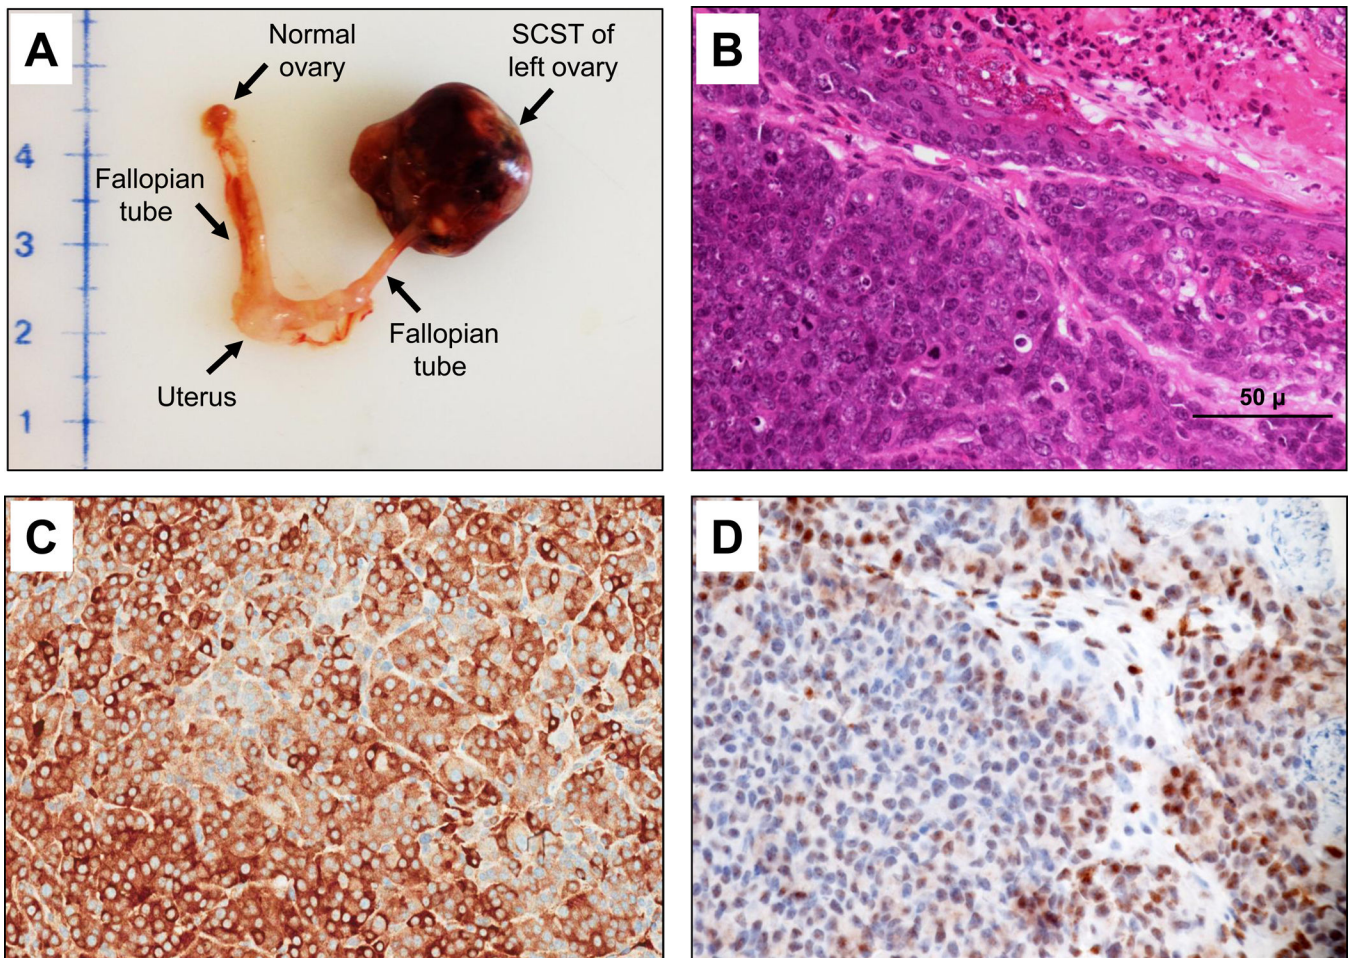 A
Normal
ovary
SCST of
left ovary
4
Fallopian
tube
3
Fallopian
tube
2
Uterus
1
B
50 µ
C
D